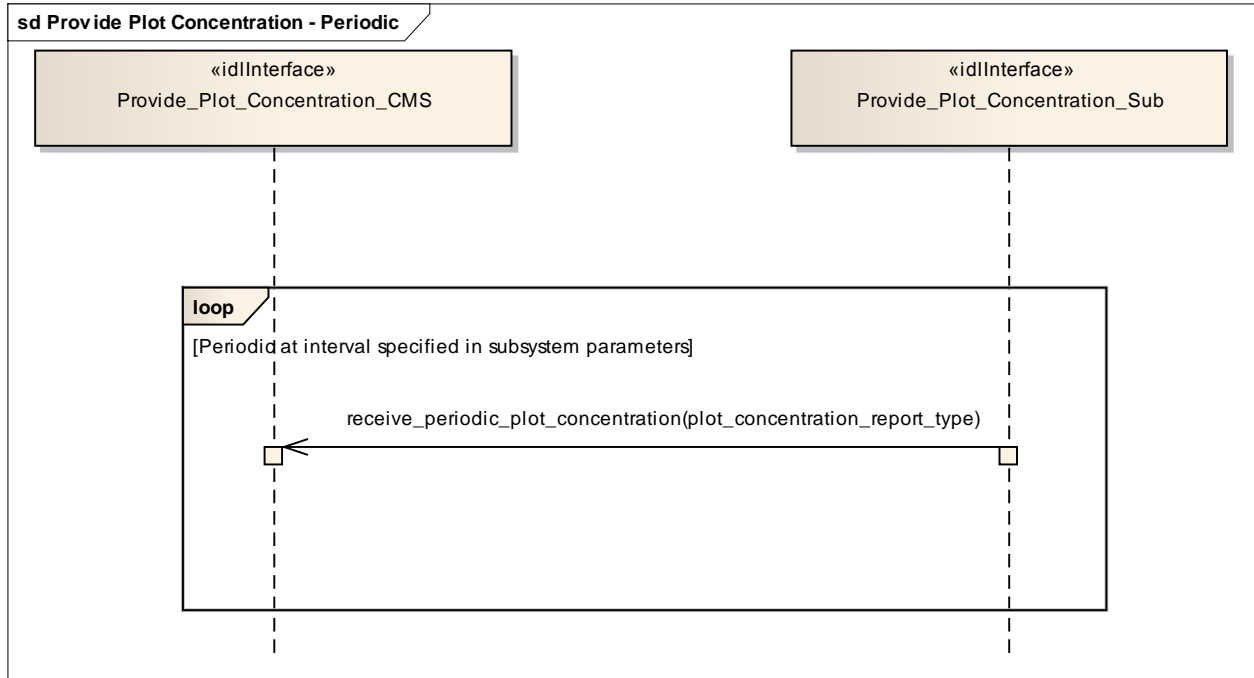 sd Provide Plot Concentration - Periodic
«idlInterface»
Provide_Plot_Concentration_CMS
«idlInterface»
Provide_Plot_Concentration_Sub
loop
[Periodic at interval specified in subsystem parameters]
receive_periodic_plot_concentration(plot_concentration_report_type)